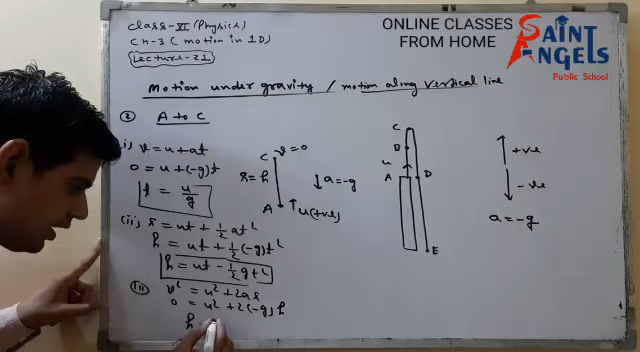 Class-XI (Physics)
Ch-3 (motion in 1D)
Lecture-21
ONLINE CLASSES
FROM HOME
SAINT
ANGELS
Public School
Motion under gravity / motion along vertical line
② A to C
i) v = u + at
0 = u + (-g)t
t = u/g
(ii) s = ut + 1/2 at²
h = ut + 1/2 (-g)t²
h = ut - 1/2 gt²
(iii) v² = u² + 2as
0 = u² + 2(-g)h
h
C v = 0
s = h
↓ a = -g
A ↑ u(+ve)
C
B
u
A
D
E
+ve
-ve
a = -g